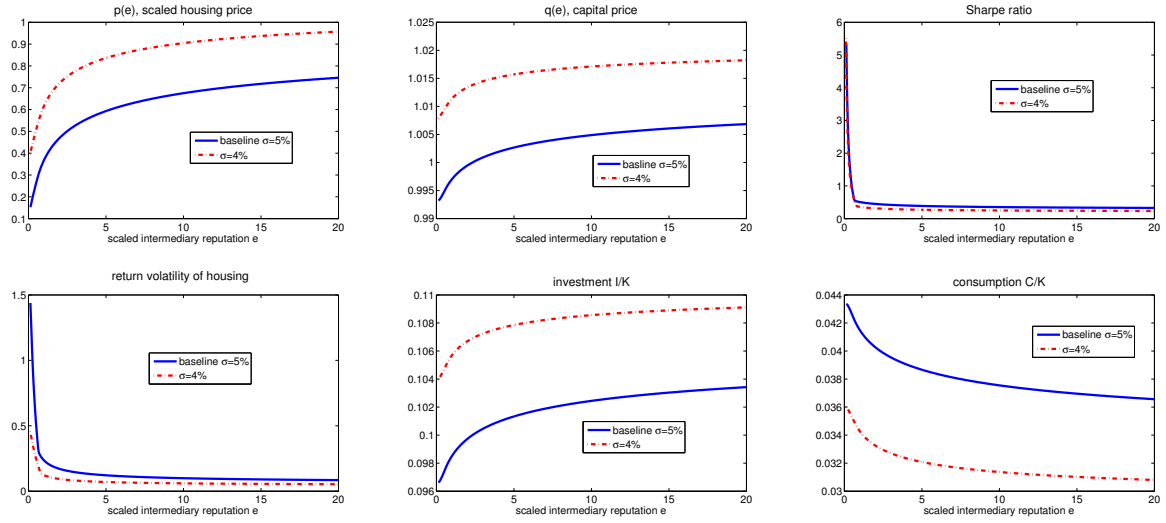 p(e), scaled housing price
1
0.9
0.8
0.7
0.6
0.5
0.4
0.3
0.2
0.1
baseline σ=5%
σ=4%
0 5 10 15 20
scaled intermediary reputation e
q(e), capital price
1.025
1.02
1.015
1.01
1.005
1
0.995
0.99
basline σ=5%
σ=4%
0 5 10 15 20
scaled intermediary reputation e
Sharpe ratio
6
5
4
3
2
1
0
baseline σ=5%
σ=4%
0 5 10 15 20
scaled intermediary reputation e
return volatility of housing
1.5
1
0.5
0
baseline σ=5%
σ=4%
0 5 10 15 20
scaled intermediary reputation e
investment I/K
0.11
0.108
0.106
0.104
0.102
0.1
0.098
0.096
baseline σ=5%
σ=4%
0 5 10 15 20
scaled intermediary reputation e
consumption C/K
0.044
0.042
0.04
0.038
0.036
0.034
0.032
0.03
baseline σ=5%
σ=4%
0 5 10 15 20
scaled intermediary reputation e